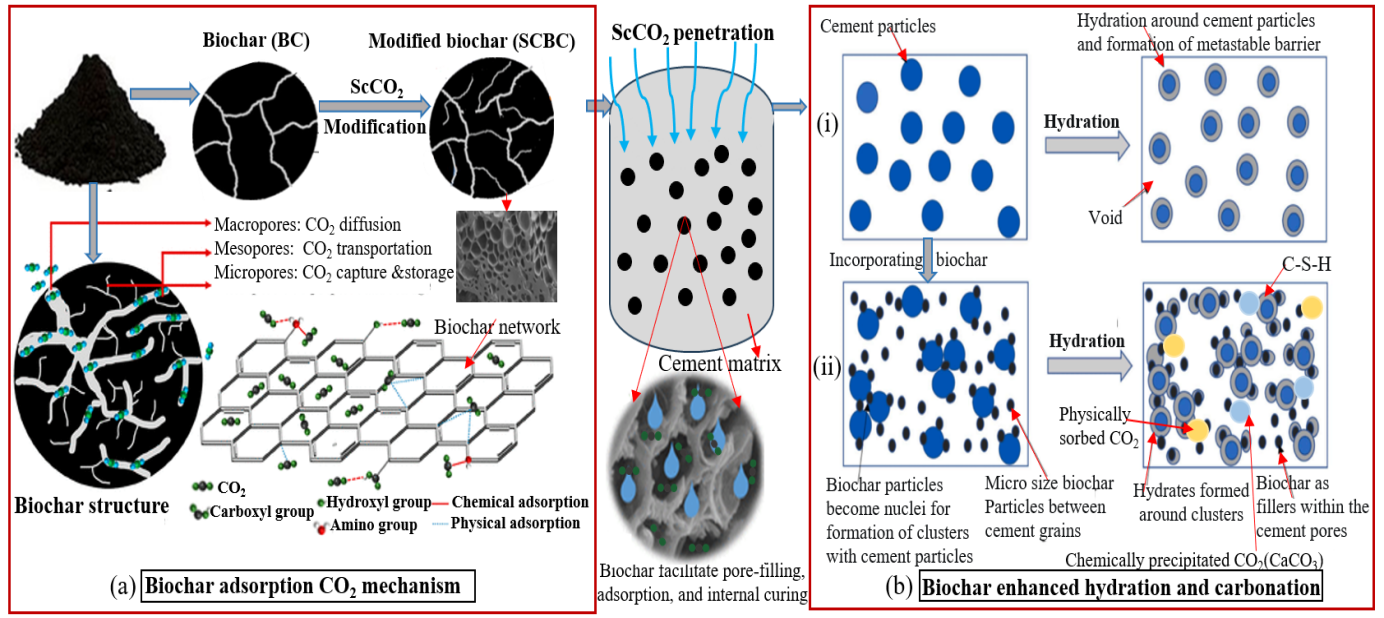 Biochar (BC)
Modified biochar (SCBC)
ScCO₂
Modification
Macropores: CO₂ diffusion
Mesopores: CO₂ transportation
Micropores: CO₂ capture &storage
Biochar network
Biochar structure
CO₂
Carboxyl group
Hydroxyl group
Amino group
Chemical adsorption
Physical adsorption
(a)
Biochar adsorption CO₂ mechanism
ScCO₂ penetration
Cement matrix
Biochar facilitate pore-filling,
adsorption, and internal curing
Cement particles
Hydration around cement particles
and formation of metastable barrier
(i)
Hydration
Void
Incorporating biochar
C-S-H
(ii)
Hydration
Physically
sorbed CO₂
Biochar particles
become nuclei for
formation of clusters
with cement particles
Micro size biochar
Particles between
cement grains
Hydrates formed
around clusters
Biochar as
fillers within the
cement pores
Chemically precipitated CO₂(CaCO₃)
(b)
Biochar enhanced hydration and carbonation